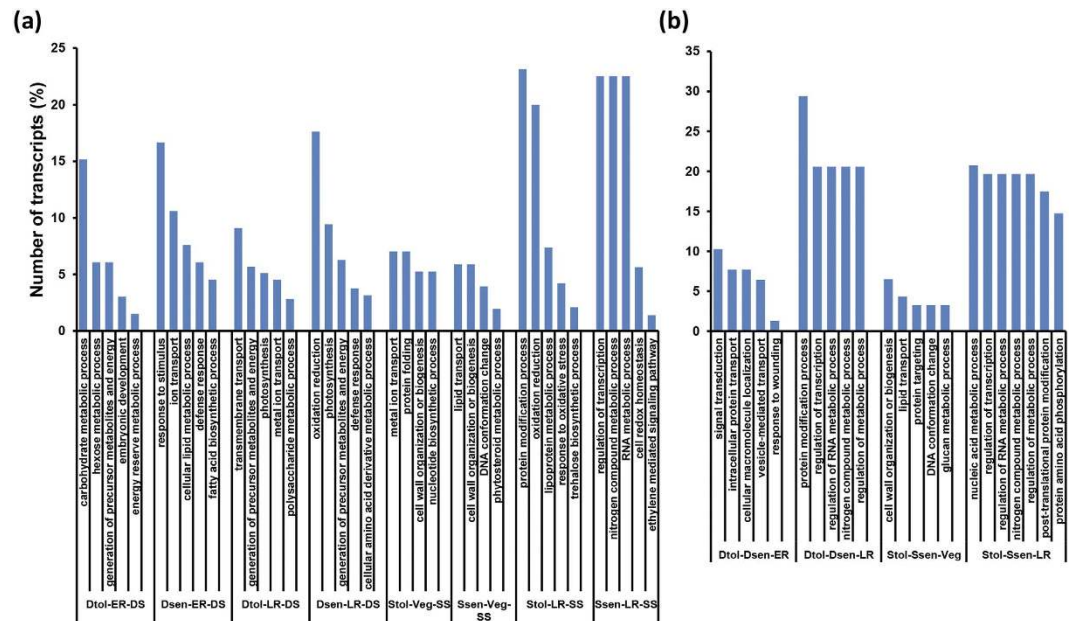 (a)
Number of transcripts (%)
25
20
15
10
5
0
carbohydrate metabolic process
hexose metabolic process
generation of precursor metabolites and energy
embryonic development
energy reserve metabolic process
response to stimulus
ion transport
cellular lipid metabolic process
defense response
fatty acid biosynthetic process
transmembrane transport
generation of precursor metabolites and energy
photosynthesis
metal ion transport
polysaccharide metabolic process
oxidation reduction
photosynthesis
generation of precursor metabolites and energy
defense response
cellular amino acid derivative metabolic process
metal ion transport
protein folding
cell wall organization or biogenesis
nucleotide biosynthetic process
lipid transport
cell wall organization or biogenesis
DNA conformation change
phytosteroid metabolic process
protein modification process
oxidation reduction
lipoprotein metabolic process
response to oxidative stress
trehalose biosynthetic process
regulation of transcription
nitrogen compound metabolic process
RNA metabolic process
cell redox homeostasis
ethylene mediated signaling pathway
Dtol-ER-DS
Dsen-ER-DS
Dtol-LR-DS
Dsen-LR-DS
Stol-Veg-SS
Ssen-Veg-
SS
Stol-LR-SS
Ssen-LR-SS
(b)
35
30
25
20
15
10
5
0
signal transduction
intracellular protein transport
cellular macromolecule localization
vesicle-mediated transport
response to wounding
protein modification process
regulation of transcription
regulation of RNA metabolic process
nitrogen compound metabolic process
regulation of metabolic process
cell wall organization or biogenesis
lipid transport
protein targeting
DNA conformation change
glucan metabolic process
nucleic acid metabolic process
regulation of transcription
regulation of RNA metabolic process
nitrogen compound metabolic process
regulation of metabolic process
post-translational protein modification
protein amino acid phosphorylation
Dtol-Dsen-ER
Dtol-Dsen-LR
Stol-Ssen-Veg
Stol-Ssen-LR